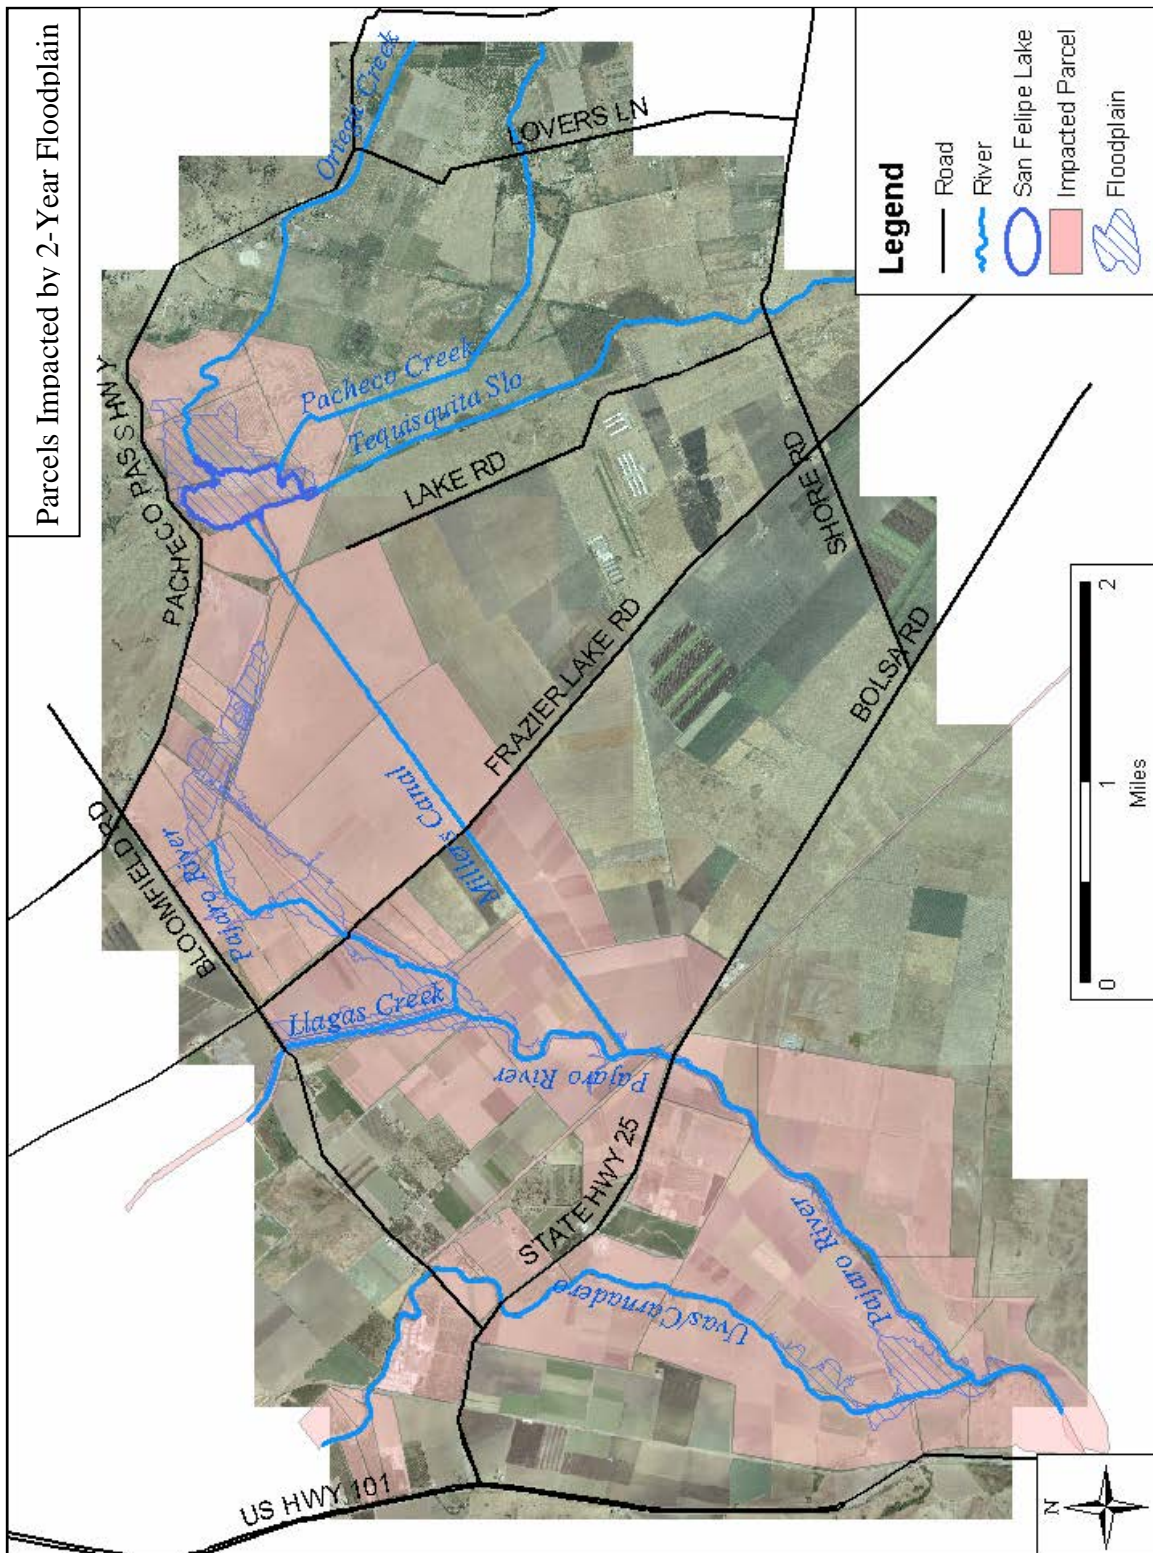 Parcels Impacted by 2-Year Floodplain
Ortega Creek
LOVERS LN
PACHECO PASS HWY
Pacheco Creek
Tequisquita Slo
LAKE RD
SHORE RD
FRAZIER LAKE RD
BOLSA RD
BLOOMFIELD RD
Pajaro River
Millers Canal
Llagas Creek
Pajaro River
STATE HWY 25
Uvas/Carnadero
Pajaro River
Pajaro River
US HWY 101
Legend
Road
River
San Felipe Lake
Impacted Parcel
Floodplain
0 1 2
Miles
N